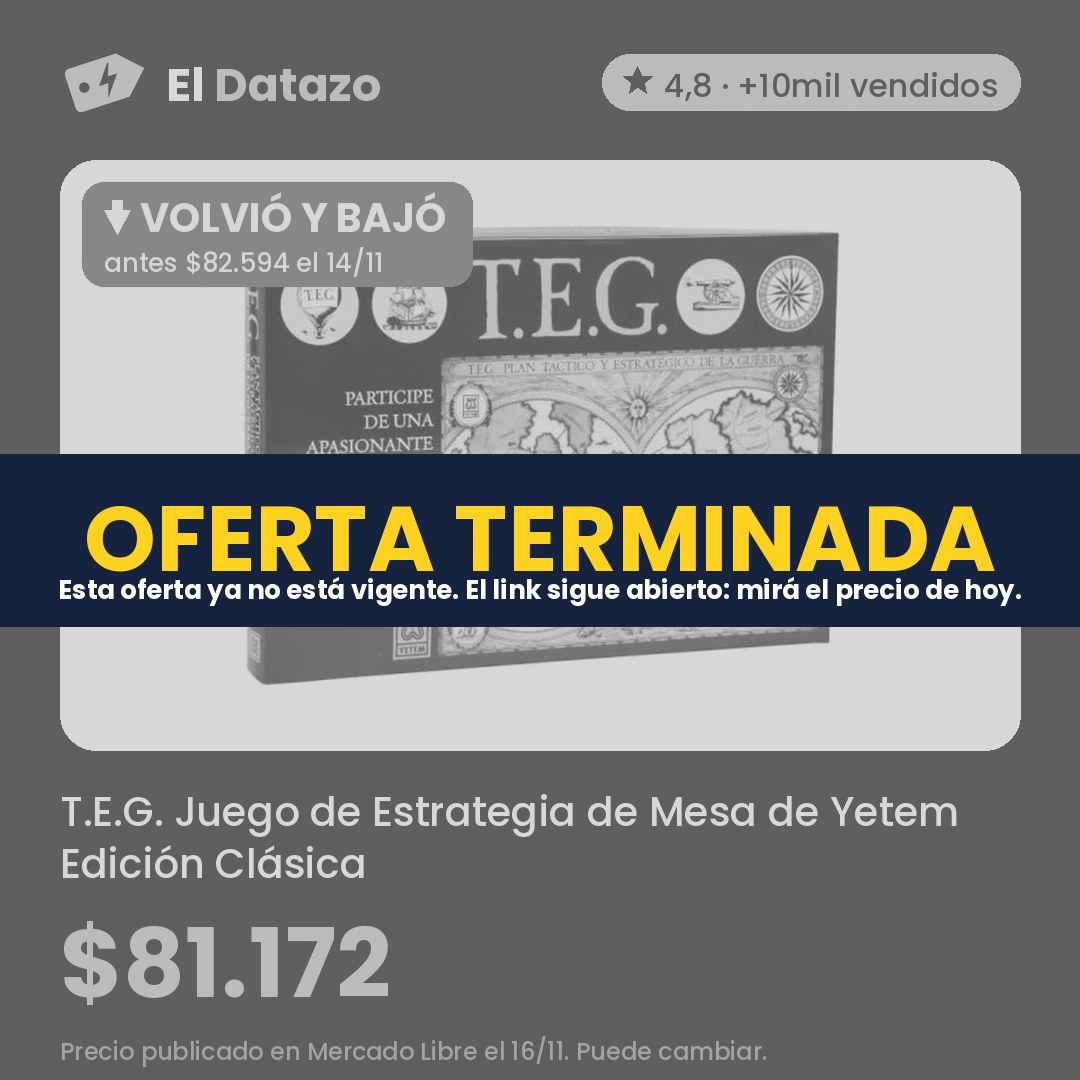 El Datazo
★ 4,8 · +10mil vendidos
VOLVIÓ Y BAJÓ
antes $82.594 el 14/11
T.E.G.
T.E.G.
T.E.G. PLAN TACTICO Y ESTRATEGICO DE LA GUERRA
PARTICIPE
DE UNA
APASIONANTE
OFERTA TERMINADA
Esta oferta ya no está vigente. El link sigue abierto: mirá el precio de hoy.
YETEM
T.E.G. Juego de Estrategia de Mesa de Yetem
Edición Clásica
$81.172
Precio publicado en Mercado Libre el 16/11. Puede cambiar.